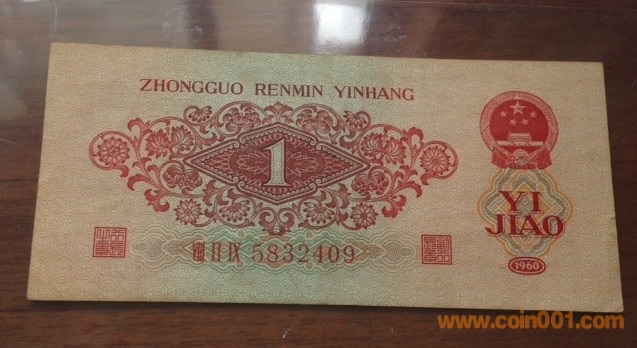 ZHONGGUO RENMIN YINHANG
1
YI
JIAO
5832409
1960
www.coin001.com